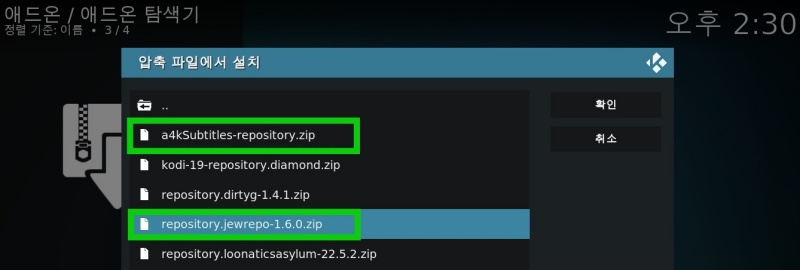 애드온 / 애드온 탐색기
정렬 기준: 이름 • 3 / 4
오후 2:30
압축 파일에서 설치
..
확인
a4kSubtitles-repository.zip
취소
kodi-19-repository.diamond.zip
repository.dirtyg-1.4.1.zip
repository.jewrepo-1.6.0.zip
repository.loonaticsasylum-22.5.2.zip